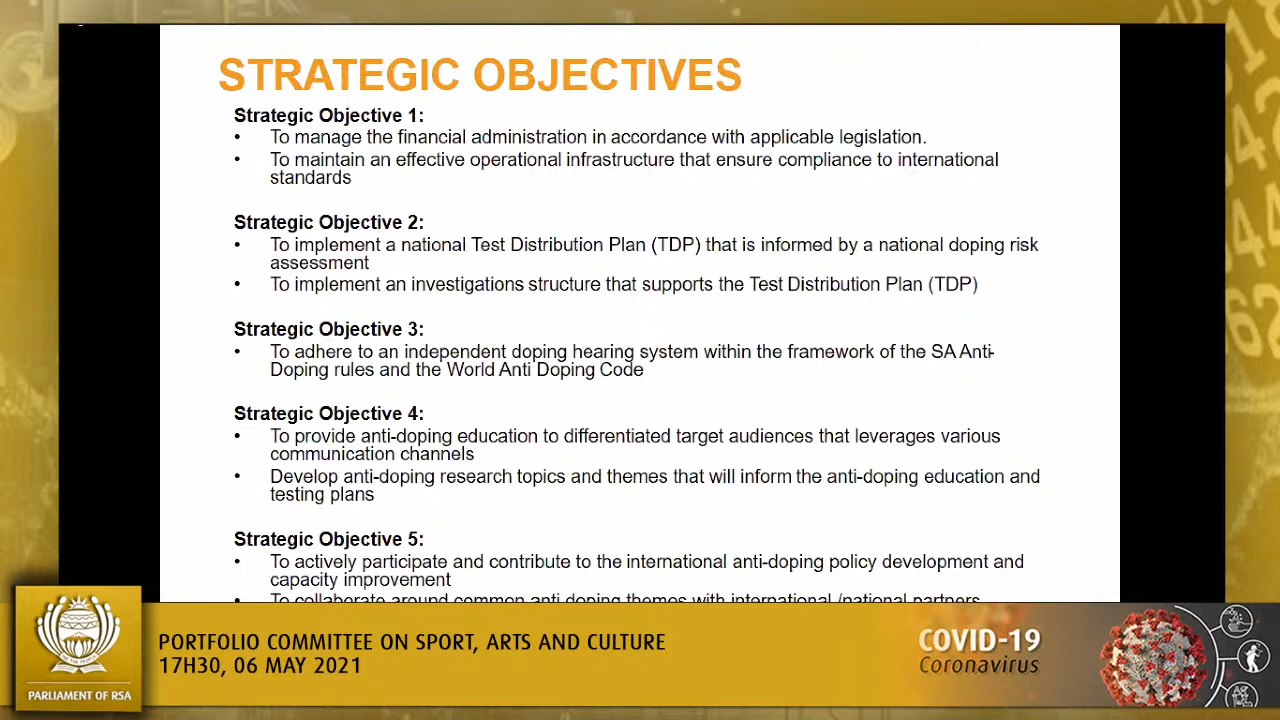 STRATEGIC OBJECTIVES
Strategic Objective 1:
• To manage the financial administration in accordance with applicable legislation.
• To maintain an effective operational infrastructure that ensure compliance to international
standards
Strategic Objective 2:
• To implement a national Test Distribution Plan (TDP) that is informed by a national doping risk
assessment
• To implement an investigations structure that supports the Test Distribution Plan (TDP)
Strategic Objective 3:
• To adhere to an independent doping hearing system within the framework of the SA Anti-
Doping rules and the World Anti Doping Code
Strategic Objective 4:
• To provide anti-doping education to differentiated target audiences that leverages various
communication channels
• Develop anti-doping research topics and themes that will inform the anti-doping education and
testing plans
Strategic Objective 5:
• To actively participate and contribute to the international anti-doping policy development and
capacity improvement
• To collaborate around common anti doping themes with international /national partners
PORTFOLIO COMMITTEE ON SPORT, ARTS AND CULTURE
17H30, 06 MAY 2021
PARLIAMENT OF RSA
COVID-19
Coronavirus